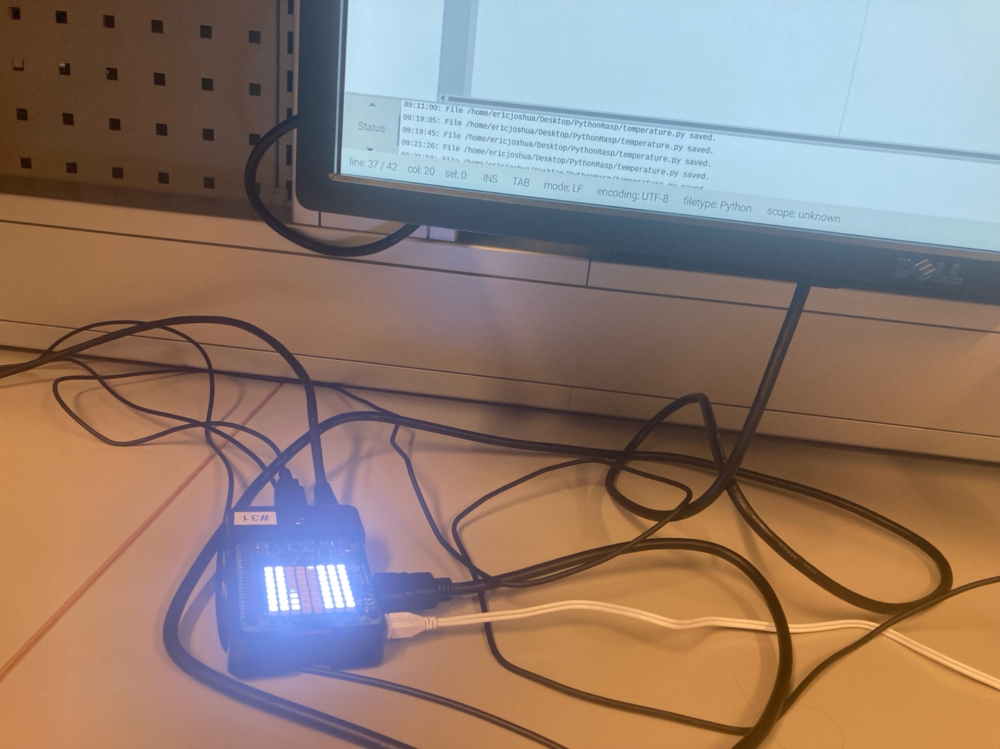 09:11:00: File /home/ericjoshua/Desktop/PythonRasp/temperature.py saved.
09:19:05: File /home/ericjoshua/Desktop/PythonRasp/temperature.py saved.
09:19:45: File /home/ericjoshua/Desktop/PythonRasp/temperature.py saved.
09:21:26: File /home/ericjoshua/Desktop/PythonRasp/temperature.py saved.
Status
line: 37 / 42 col: 20 sel: 0 INS TAB mode: LF encoding: UTF-8 filetype: Python scope: unknown
DELL
#31
HIGH SPEED